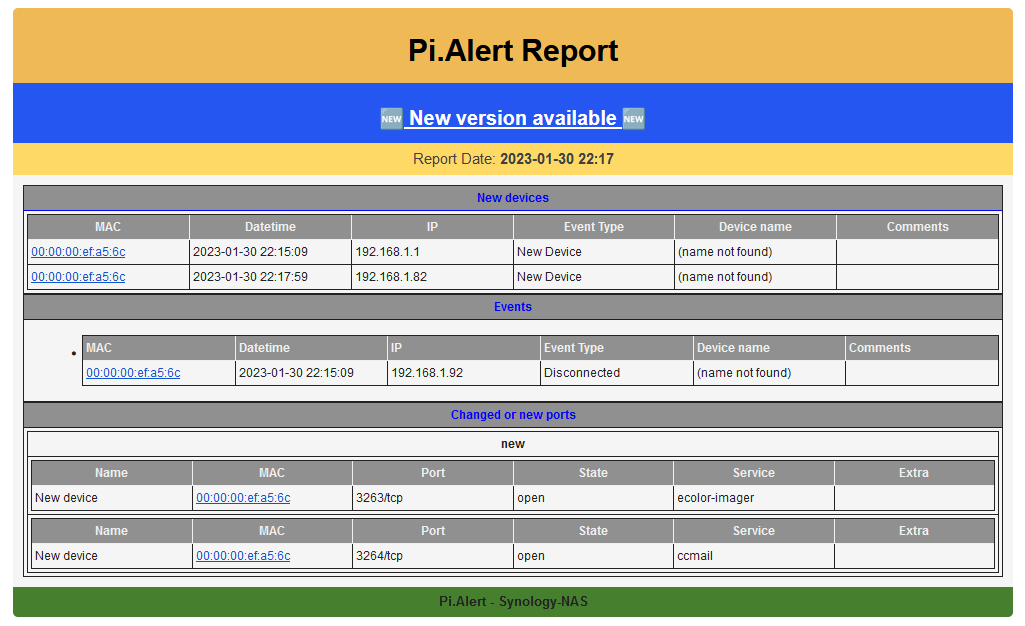 Pi.Alert Report
🆕 New version available 🆕
Report Date: 2023-01-30 22:17
New devices
MAC Datetime IP Event Type Device name Comments
00:00:00:ef:a5:6c 2023-01-30 22:15:09 192.168.1.1 New Device (name not found)
00:00:00:ef:a5:6c 2023-01-30 22:17:59 192.168.1.82 New Device (name not found)
Events
• MAC Datetime IP Event Type Device name Comments
00:00:00:ef:a5:6c 2023-01-30 22:15:09 192.168.1.92 Disconnected (name not found)
Changed or new ports
new
Name MAC Port State Service Extra
New device 00:00:00:ef:a5:6c 3263/tcp open ecolor-imager
Name MAC Port State Service Extra
New device 00:00:00:ef:a5:6c 3264/tcp open ccmail
Pi.Alert - Synology-NAS